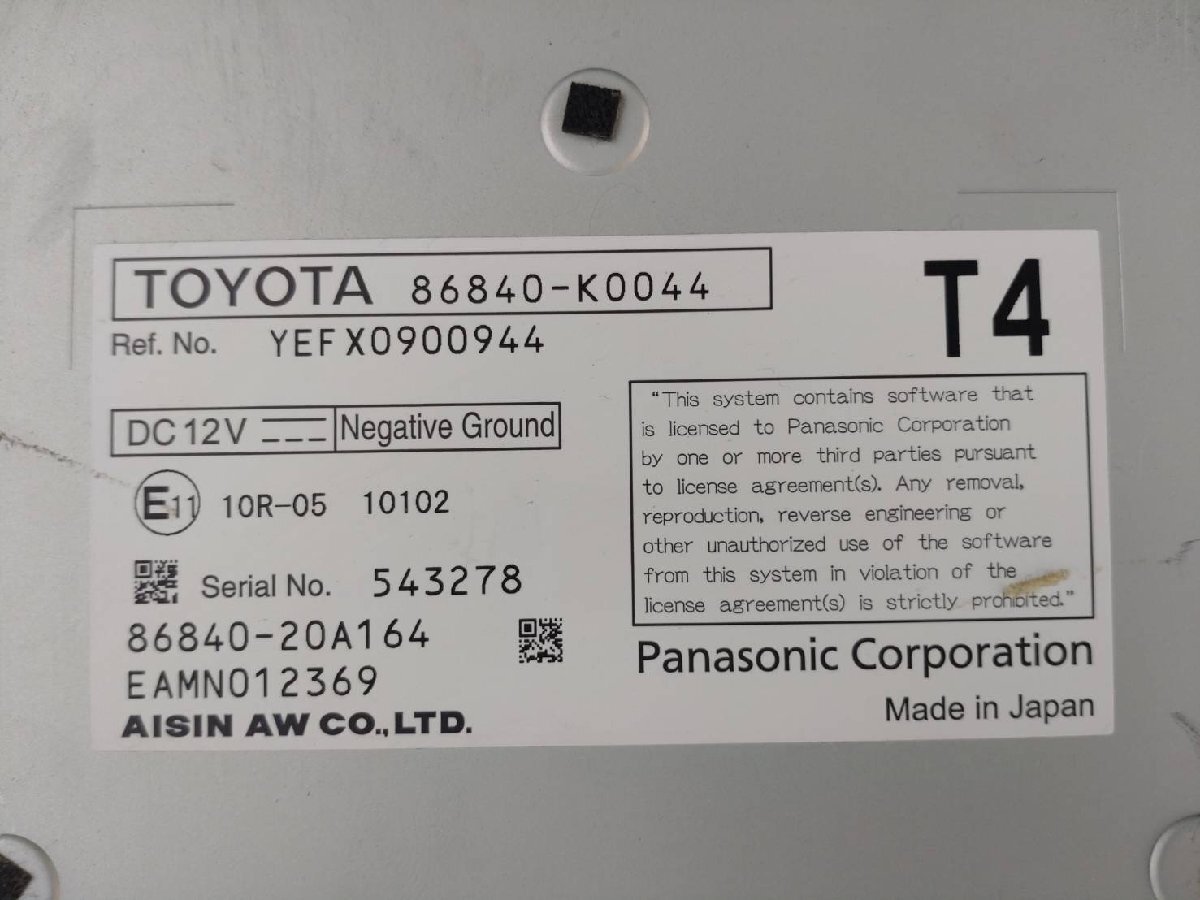 TOYOTA 86840-K0044
T4
Ref. No. YEFX0900944
DC 12V Negative Ground
E11 10R-05 10102
Serial No. 543278
86840-20A164
EAMN012369
AISIN AW CO.,LTD.
“This system contains software that
is licensed to Panasonic Corporation
by one or more third parties pursuant
to license agreement(s). Any removal,
reproduction, reverse engineering or
other unauthorized use of the software
from this system in violation of the
license agreement(s) is strictly prohibited.”
Panasonic Corporation
Made in Japan